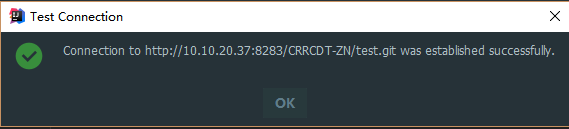 Test Connection
Connection to http://10.10.20.37:8283/CRRCDT-ZN/test.git was established successfully.
OK